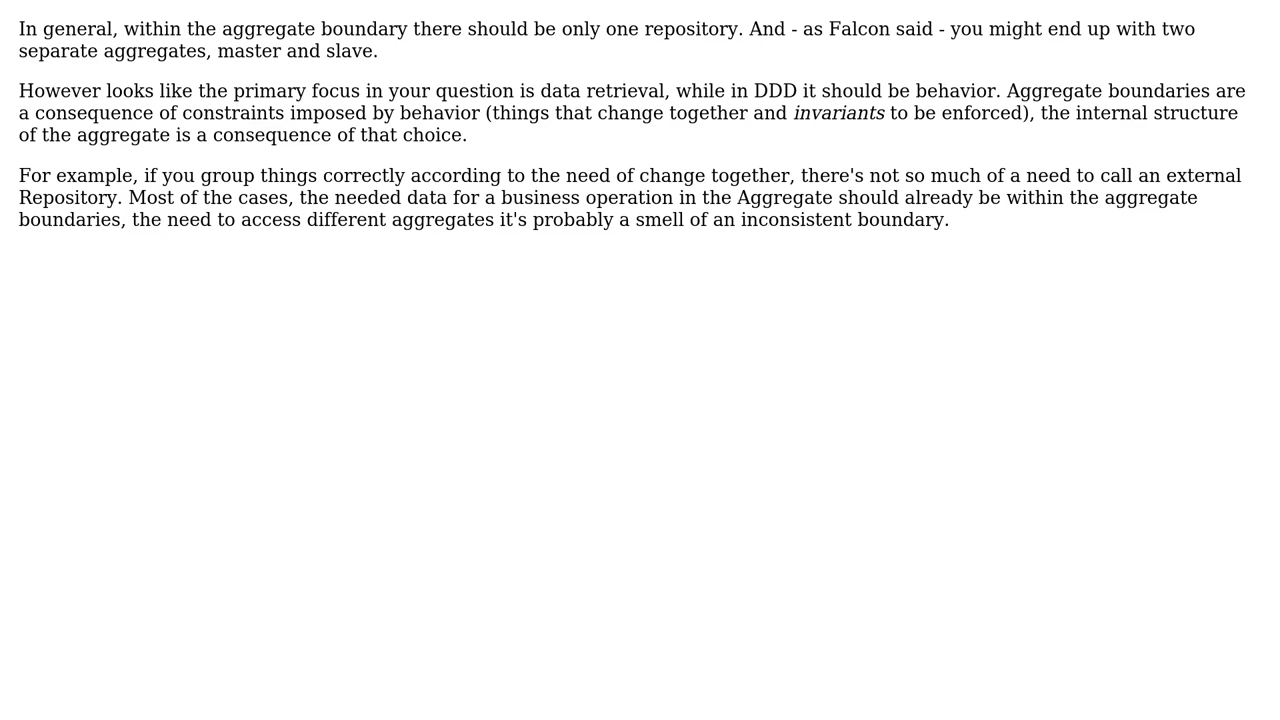 In general, within the aggregate boundary there should be only one repository. And - as Falcon said - you might end up with two
separate aggregates, master and slave.
However looks like the primary focus in your question is data retrieval, while in DDD it should be behavior. Aggregate boundaries are
a consequence of constraints imposed by behavior (things that change together and invariants to be enforced), the internal structure
of the aggregate is a consequence of that choice.
For example, if you group things correctly according to the need of change together, there's not so much of a need to call an external
Repository. Most of the cases, the needed data for a business operation in the Aggregate should already be within the aggregate
boundaries, the need to access different aggregates it's probably a smell of an inconsistent boundary.